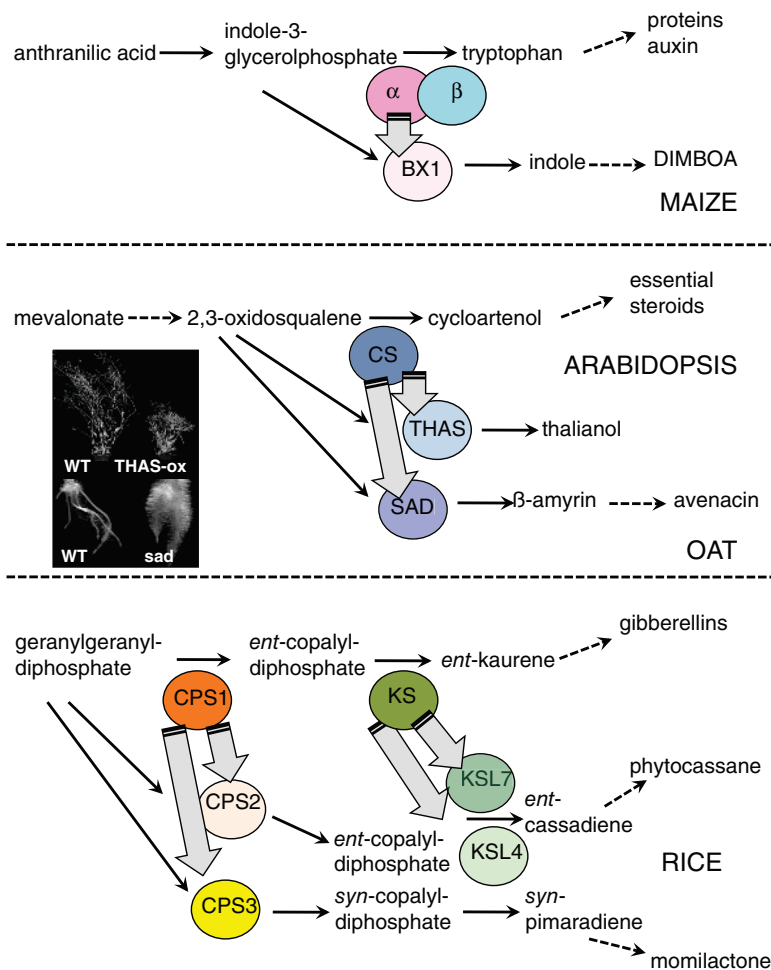 anthranilic acid
indole-3-
glycerolphosphate
tryptophan
proteins
auxin
α
β
BX1
indole
DIMBOA
MAIZE
mevalonate
2,3-oxidosqualene
cycloartenol
essential
steroids
CS
ARABIDOPSIS
THAS
thalianol
WT
THAS-ox
SAD
ß-amyrin
avenacin
WT
sad
OAT
geranylgeranyl-
diphosphate
ent-copalyl-
diphosphate
ent-kaurene
gibberellins
CPS1
KS
KSL7
phytocassane
CPS2
ent-
cassadiene
ent-copalyl-
diphosphate
KSL4
RICE
CPS3
syn-copalyl-
diphosphate
syn-
pimaradiene
momilactone